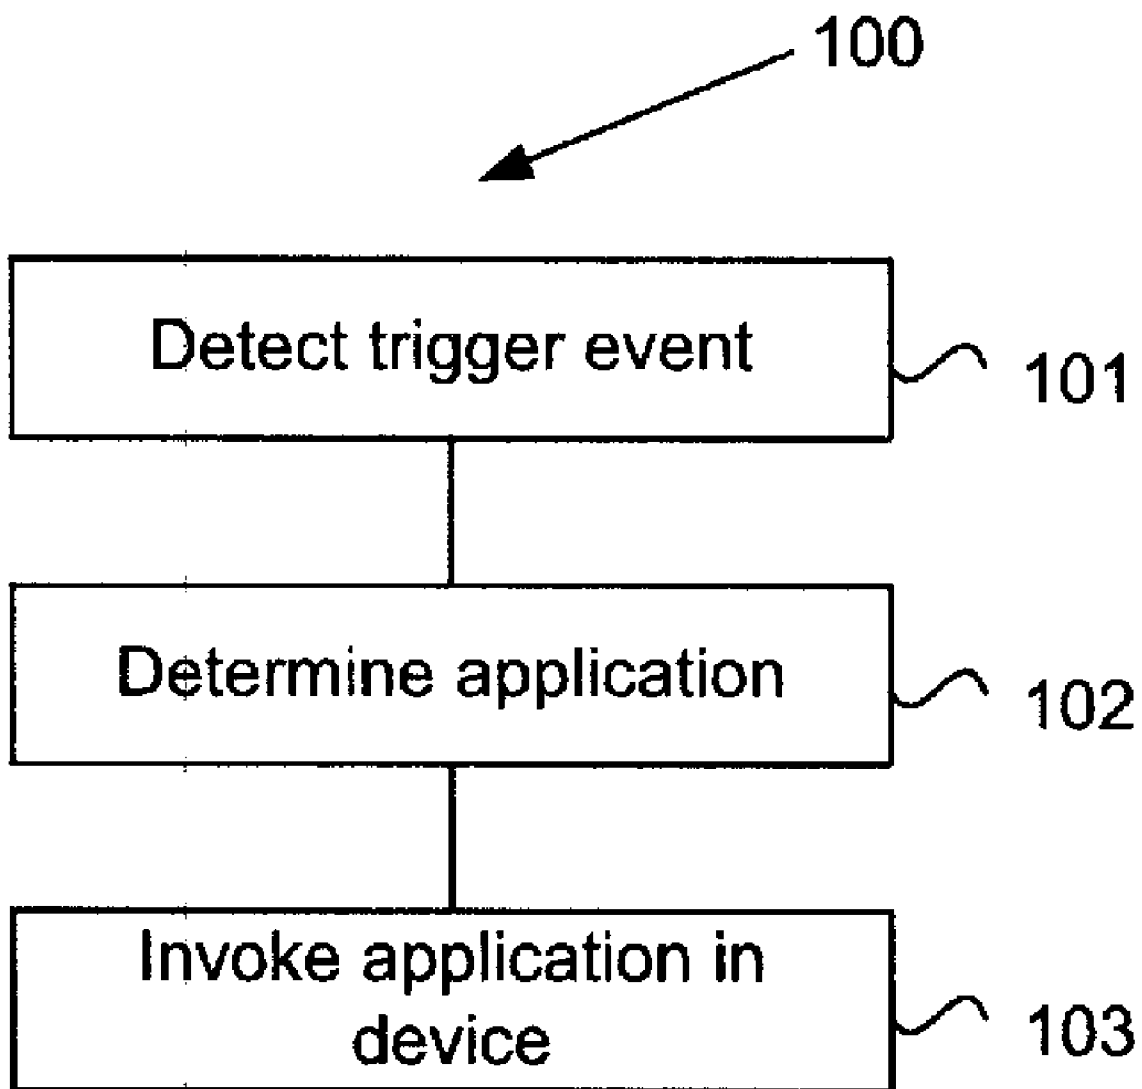 100
Detect trigger event
101
Determine application
102
Invoke application in
device
103